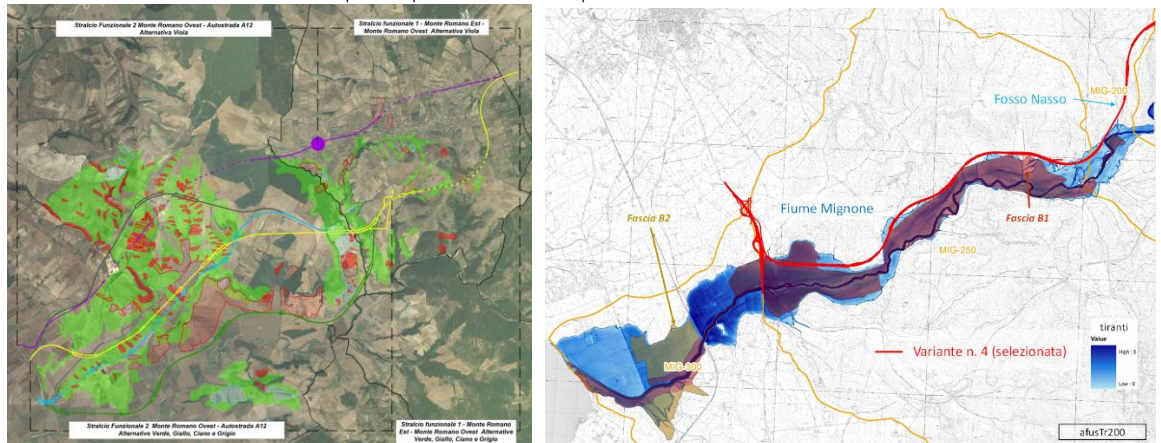 Stralcio Funzionale 2 Monte Romano Ovest - Autostrada A12
Alternativa Viola
Stralcio funzionale 1 - Monte Romano Est -
Monte Romano Ovest Alternativa Viola
Stralcio Funzionale 2 Monte Romano Ovest - Autostrada A12
Alternative Verde, Giallo, Ciano e Grigio
Stralcio funzionale 1 - Monte Romano
Est - Monte Romano Ovest Alternative
Verde, Giallo, Ciano e Grigio
MIG-200
Fosso Nasso
Fascia B2
Fiume Mignone
Fascia B1
MIG-250
MIG-300
Variante n. 4 (selezionata)
tiranti
Value
High : 5
Low : 0
afusTr200